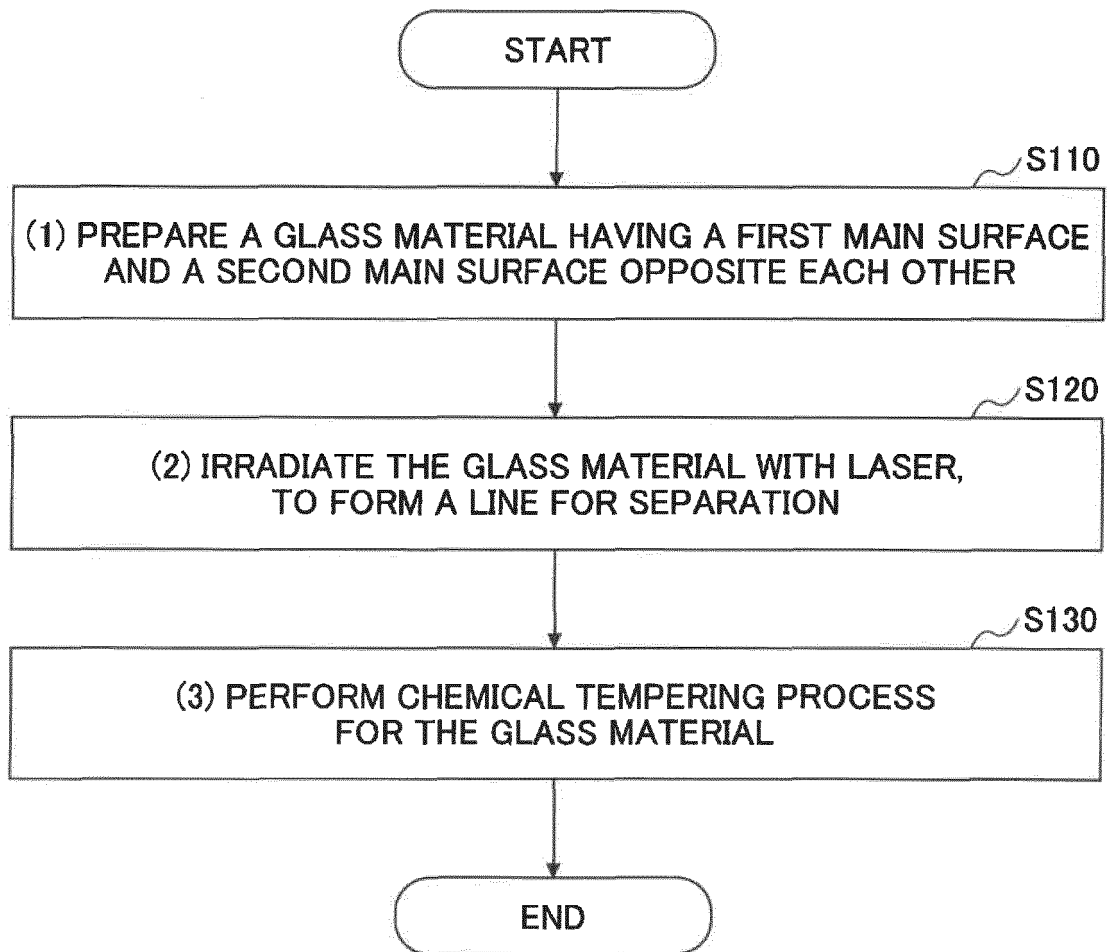 START
S110
(1) PREPARE A GLASS MATERIAL HAVING A FIRST MAIN SURFACE
AND A SECOND MAIN SURFACE OPPOSITE EACH OTHER
S120
(2) IRRADIATE THE GLASS MATERIAL WITH LASER,
TO FORM A LINE FOR SEPARATION
S130
(3) PERFORM CHEMICAL TEMPERING PROCESS
FOR THE GLASS MATERIAL
END